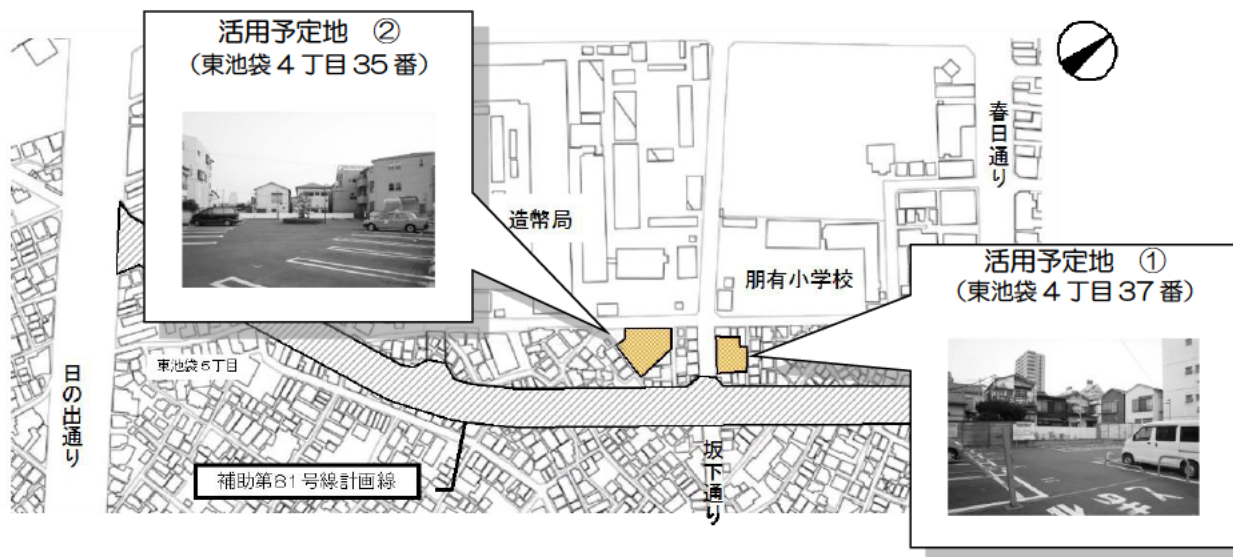 活用予定地 ②
（東池袋４丁目35番）
春日通り
造幣局
朋有小学校
活用予定地 ①
（東池袋４丁目37番）
東池袋5丁目
日の出通り
補助第81号線計画線
坂下通り